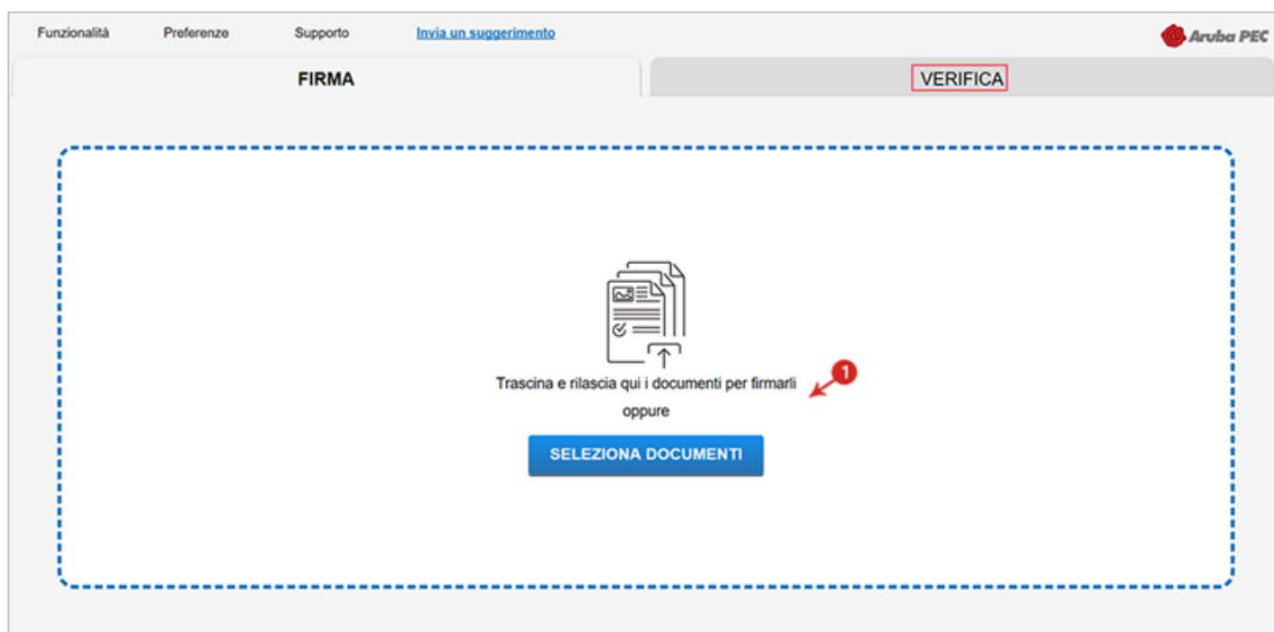 Funzionalità Preferenze Supporto Invia un suggerimento Aruba PEC
FIRMA VERIFICA
Trascina e rilascia qui i documenti per firmarli
1
oppure
SELEZIONA DOCUMENTI